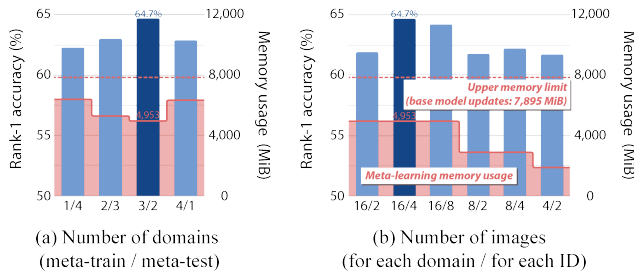 65
64.7%
12,000
60
8,000
55
4,953
4,000
50
0
Rank-1 accuracy (%)
Memory usage (MiB)
1/4 2/3 3/2 4/1
(a) Number of domains
(meta-train / meta-test)
65
64.7%
12,000
60
8,000
Upper memory limit
(base model updates: 7,895 MiB)
55
4,953
4,000
Meta-learning memory usage
50
0
Rank-1 accuracy (%)
Memory usage (MiB)
16/2 16/4 16/8 8/2 8/4 4/2
(b) Number of images
(for each domain / for each ID)